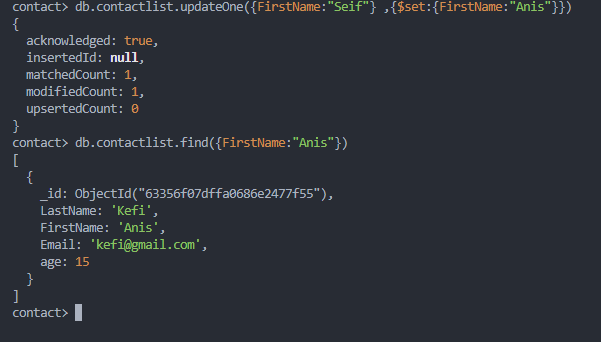 contact> db.contactlist.updateOne({FirstName:"Seif"} ,{$set:{FirstName:"Anis"}})
{
  acknowledged: true,
  insertedId: null,
  matchedCount: 1,
  modifiedCount: 1,
  upsertedCount: 0
}
contact> db.contactlist.find({FirstName:"Anis"})
[
  {
    _id: ObjectId("63356f07dffa0686e2477f55"),
    LastName: 'Kefi',
    FirstName: 'Anis',
    Email: 'kefi@gmail.com',
    age: 15
  }
]
contact>